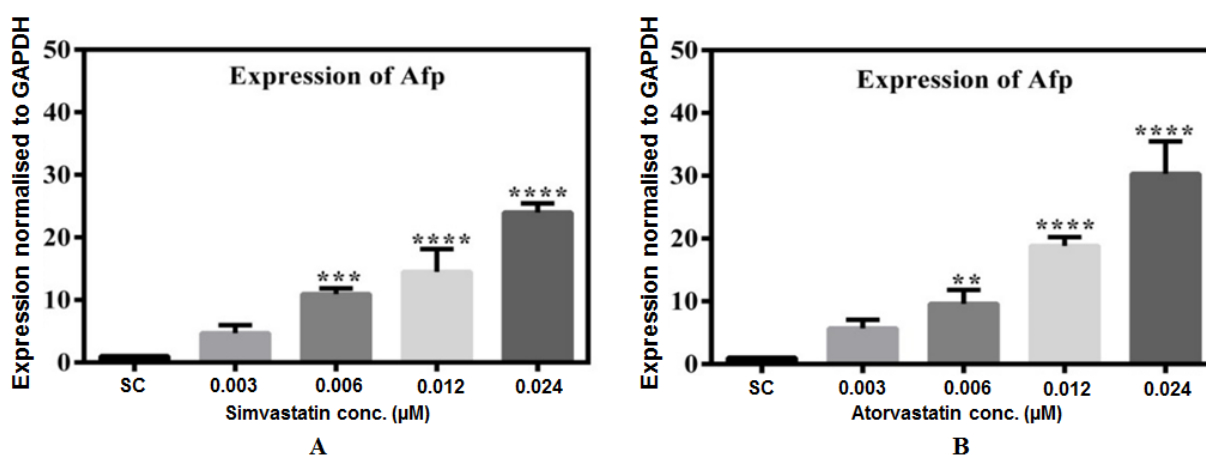 Expression normalised to GAPDH
50
40
30
20
10
0
Expression of Afp
***
****
****
SC 0.003 0.006 0.012 0.024
Simvastatin conc. (µM)
A
Expression normalised to GAPDH
50
40
30
20
10
0
Expression of Afp
**
****
****
SC 0.003 0.006 0.012 0.024
Atorvastatin conc. (µM)
B